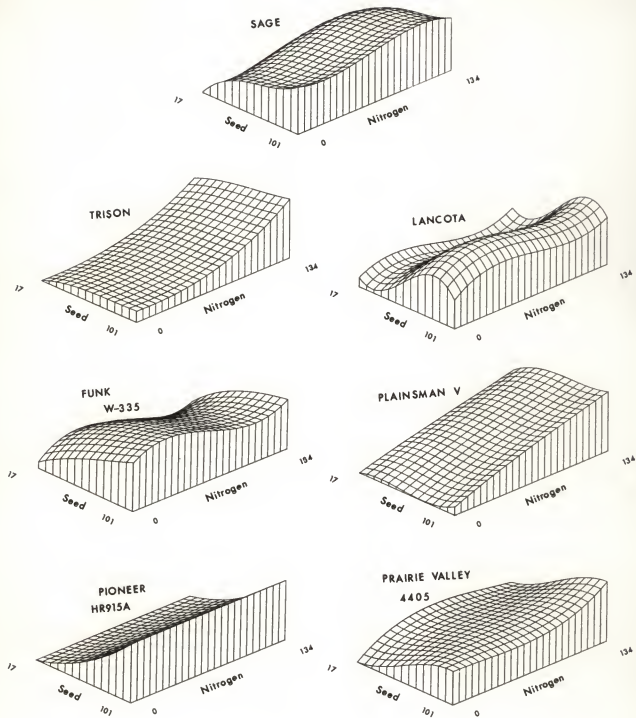 SAGE
17
Seed
101
0
Nitrogen
134
TRISON
17
Seed
101
0
Nitrogen
134
LANCOTA
17
Seed
101
0
Nitrogen
134
FUNK
W-335
17
Seed
101
0
Nitrogen
134
PLAINSMAN V
17
Seed
101
0
Nitrogen
134
PIONEER
HR915A
17
Seed
101
0
Nitrogen
134
PRAIRIE VALLEY
4405
17
Seed
101
0
Nitrogen
134